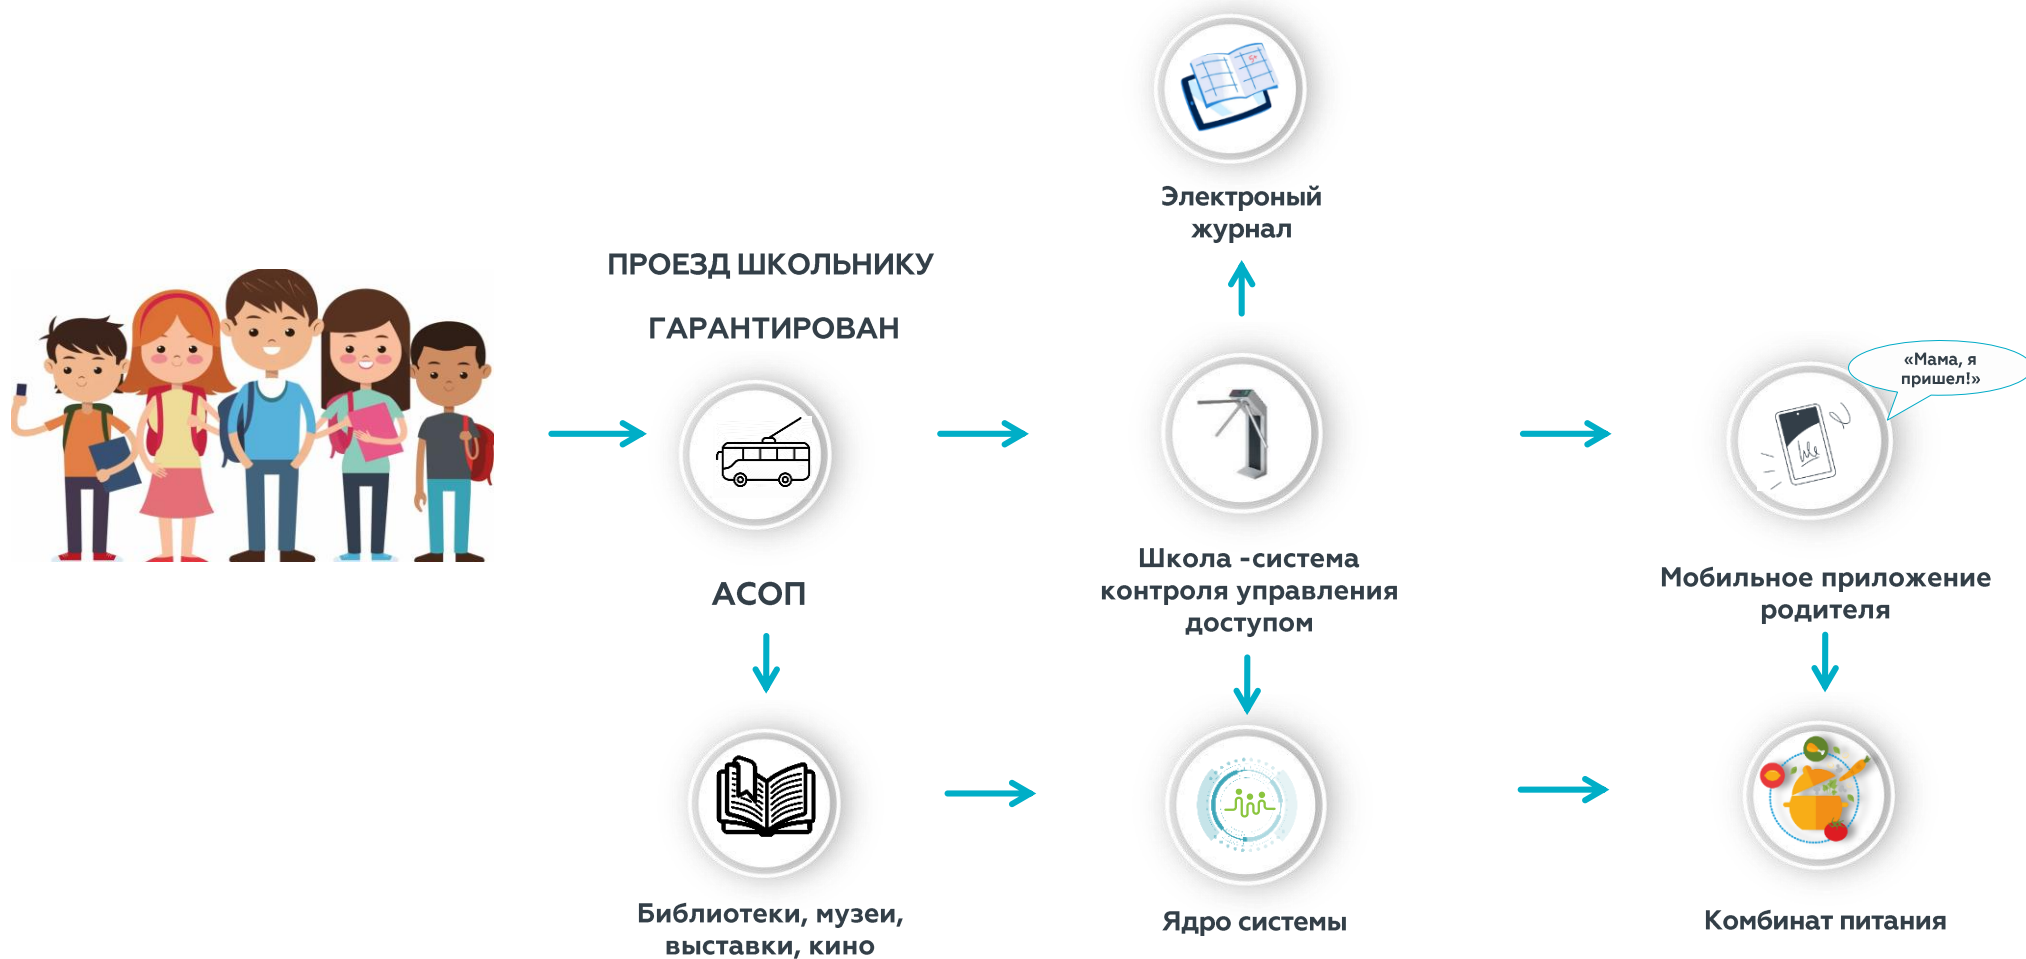 Электроный
журнал
ПРОЕЗД ШКОЛЬНИКУ
ГАРАНТИРОВАН
«Мама, я
пришел!»
АСОП
Школа -система
контроля управления
доступом
Мобильное приложение
родителя
Библиотеки, музеи,
выставки, кино
Ядро системы
Комбинат питания